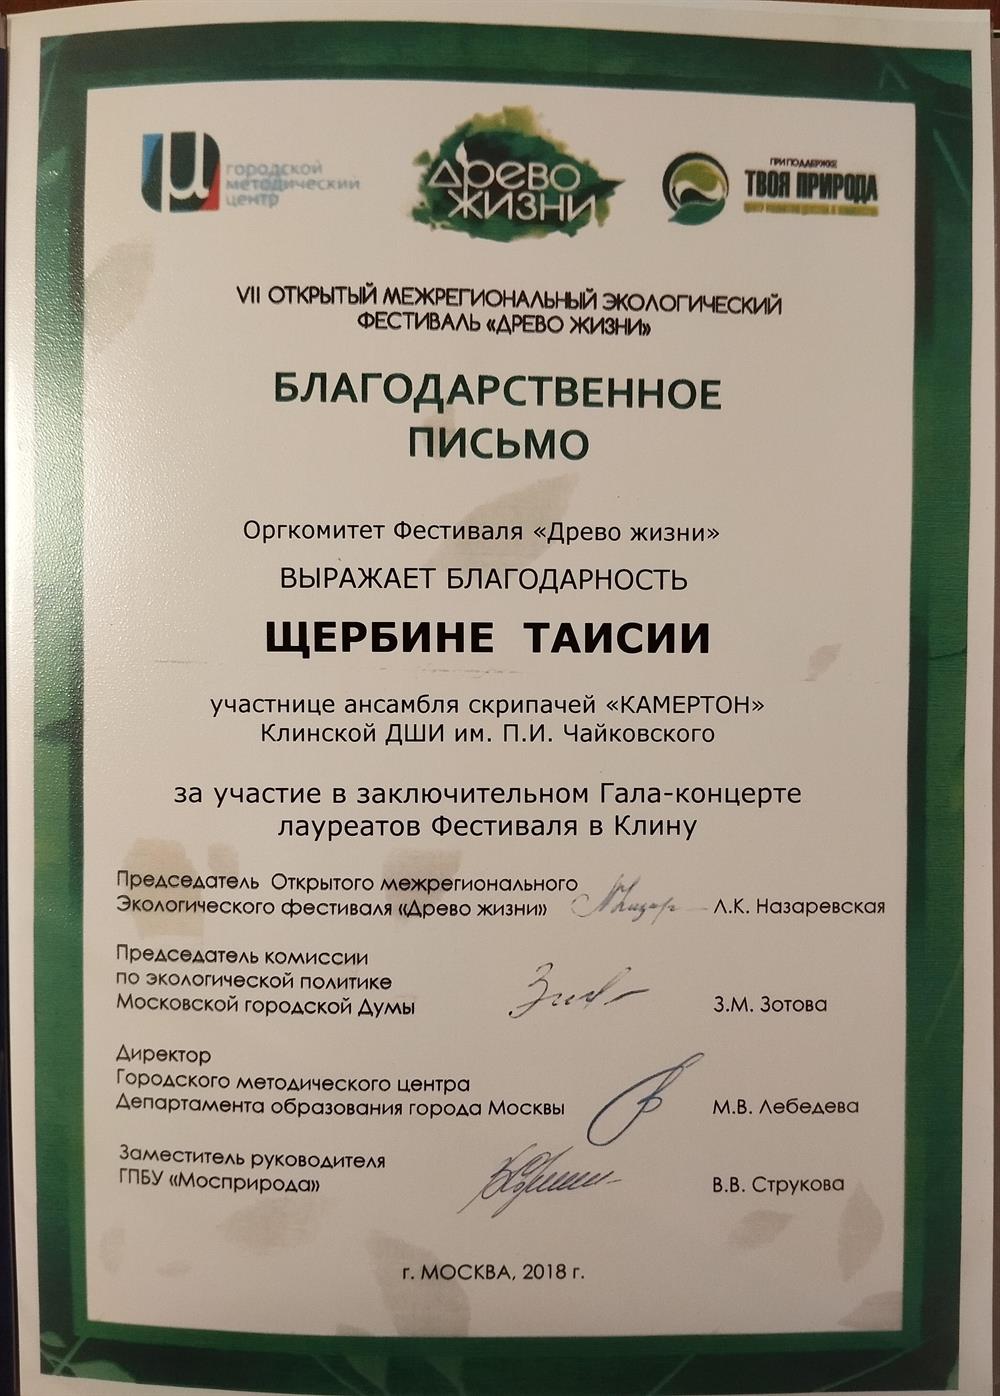 городской
методический
центр
древо
жизни
ПРИ ПОДДЕРЖКЕ
ТВОЯ ПРИРОДА
VII ОТКРЫТЫЙ МЕЖРЕГИОНАЛЬНЫЙ ЭКОЛОГИЧЕСКИЙ
ФЕСТИВАЛЬ «ДРЕВО ЖИЗНИ»
БЛАГОДАРСТВЕННОЕ
ПИСЬМО
Оргкомитет Фестиваля «Древо жизни»
ВЫРАЖАЕТ БЛАГОДАРНОСТЬ
ЩЕРБИНЕ ТАИСИИ
участнице ансамбля скрипачей «КАМЕРТОН»
Клинской ДШИ им. П.И. Чайковского
за участие в заключительном Гала-концерте
лауреатов Фестиваля в Клину
Председатель Открытого межрегионального
Экологического фестиваля «Древо жизни» Л.К. Назаревская
Председатель комиссии
по экологической политике
Московской городской Думы З.М. Зотова
Директор
Городского методического центра
Департамента образования города Москвы М.В. Лебедева
Заместитель руководителя
ГПБУ «Мосприрода» В.В. Струкова
г. МОСКВА, 2018 г.